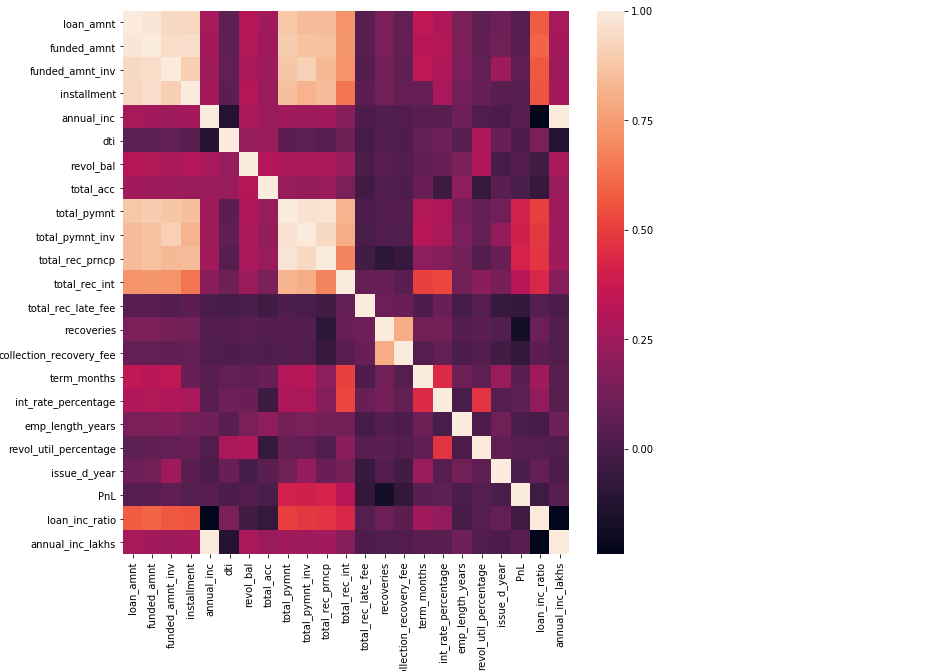 loan_amnt
funded_amnt
funded_amnt_inv
installment
annual_inc
dti
revol_bal
total_acc
total_pymnt
total_pymnt_inv
total_rec_prncp
total_rec_int
total_rec_late_fee
recoveries
collection_recovery_fee
term_months
int_rate_percentage
emp_length_years
revol_util_percentage
issue_d_year
PnL
loan_inc_ratio
annual_inc_lakhs
loan_amnt
funded_amnt
funded_amnt_inv
installment
annual_inc
dti
revol_bal
total_acc
total_pymnt
total_pymnt_inv
total_rec_prncp
total_rec_int
total_rec_late_fee
recoveries
ollection_recovery_fee
term_months
int_rate_percentage
emp_length_years
revol_util_percentage
issue_d_year
PnL
loan_inc_ratio
annual_inc_lakhs
1.00
0.75
0.50
0.25
0.00